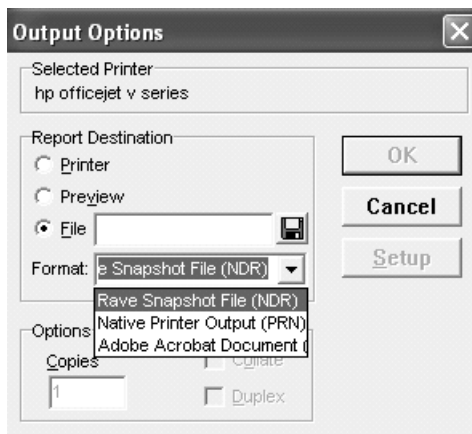 Output Options
Selected Printer
hp officejet v series
Report Destination
Printer
Preview
File
Format: e Snapshot File (NDR)
Rave Snapshot File (NDR)
Native Printer Output (PRN)
Adobe Acrobat Document (
Options
Copies
1
Collate
Duplex
OK
Cancel
Setup